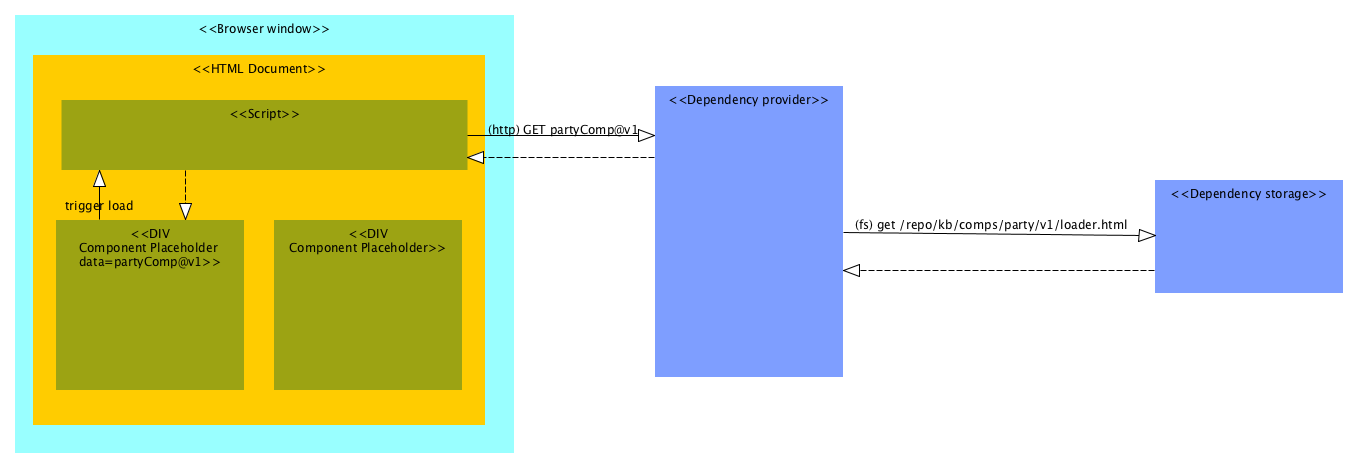 <<Browser window>>
<<HTML Document>>
<<Script>>
(http) GET partyComp@v1
<<Dependency provider>>
trigger load
<<DIV
Component Placeholder
data=partyComp@v1>>
<<DIV
Component Placeholder>>
(fs) get /repo/kb/comps/party/v1/loader.html
<<Dependency storage>>